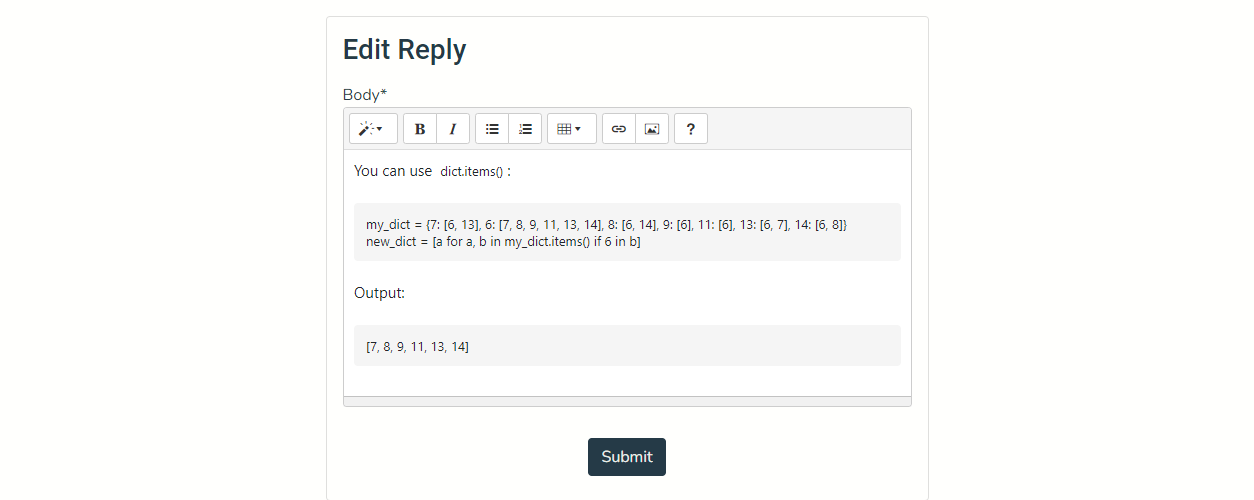 Edit Reply
Body*
B I ?
You can use dict.items() :
my_dict = {7: [6, 13], 6: [7, 8, 9, 11, 13, 14], 8: [6, 14], 9: [6], 11: [6], 13: [6, 7], 14: [6, 8]}
new_dict = [a for a, b in my_dict.items() if 6 in b]
Output:
[7, 8, 9, 11, 13, 14]
Submit